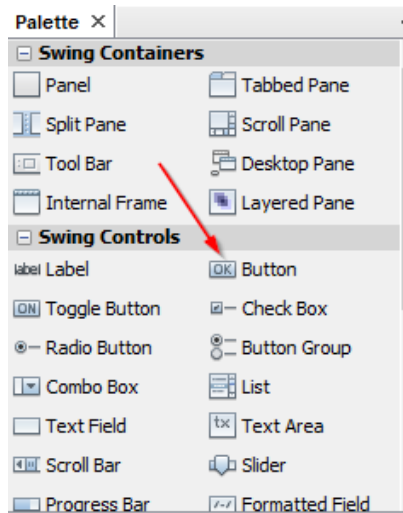 Palette ×
Swing Containers
Panel Tabbed Pane
Split Pane Scroll Pane
Tool Bar Desktop Pane
Internal Frame Layered Pane
Swing Controls
label Label OK Button
ON Toggle Button Check Box
Radio Button Button Group
Combo Box List
Text Field tx Text Area
Scroll Bar Slider
Progress Bar Formatted Field